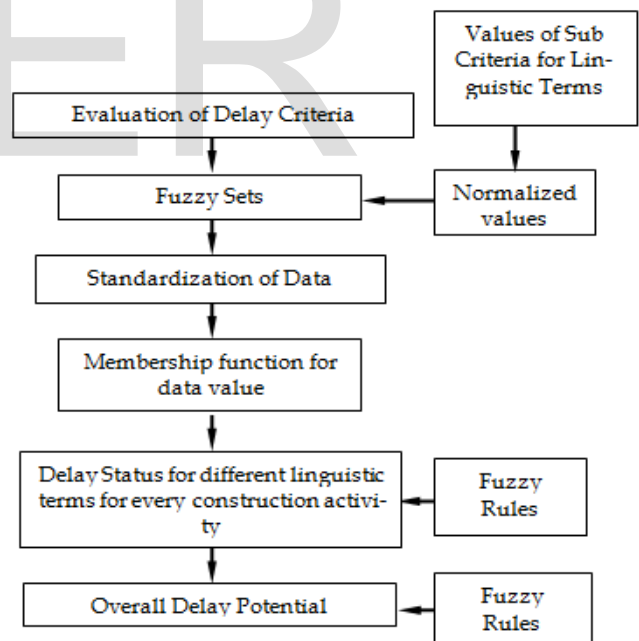 ER
Values of Sub
Criteria for Lin-
guistic Terms
Evaluation of Delay Criteria
Fuzzy Sets
Normalized
values
Standardization of Data
Membership function for
data value
Delay Status for different linguistic
terms for every construction activi-
ty
Fuzzy
Rules
Overall Delay Potential
Fuzzy
Rules